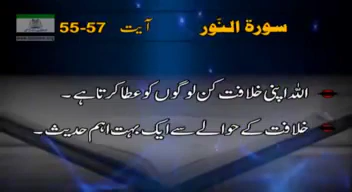 سورة النّور آیت 55-57
اللہ اپنی خلافت کن لوگوں کو عطا کرتا ہے ۔
خلافت کے حوالے سے ایک بہت اہم حدیث ۔